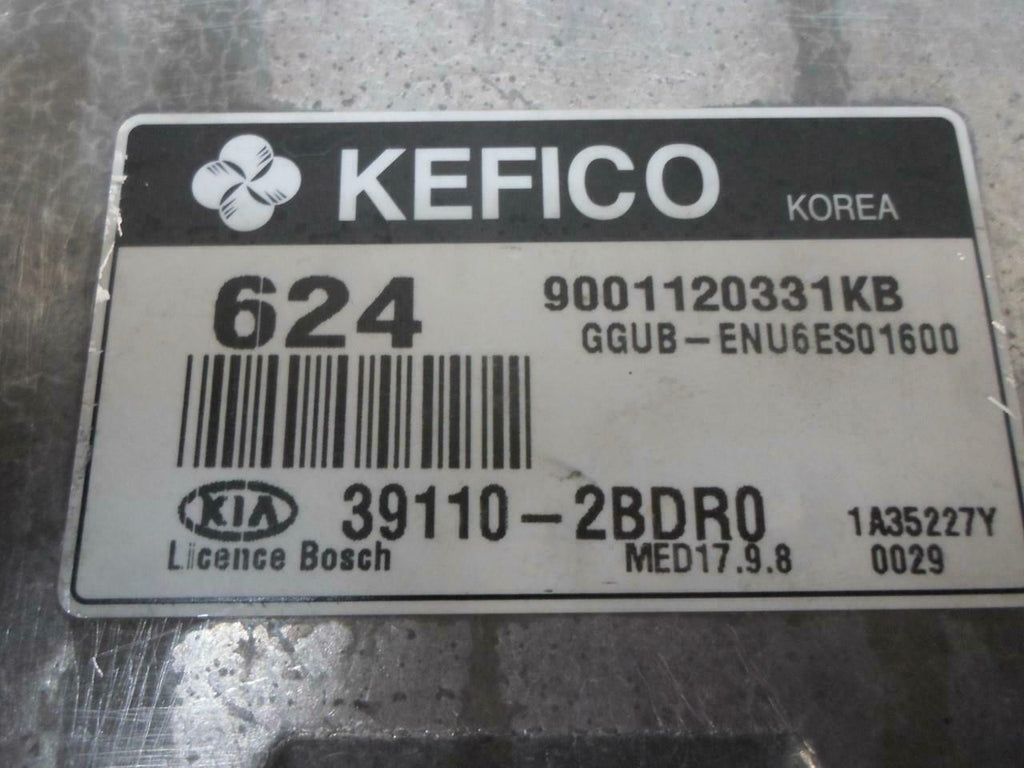 KEFICO KOREA
624 9001120331KB
GGUB-ENU6ES01600
KIA 39110-2BDR0 1A35227Y
Licence Bosch MED17.9.8 0029